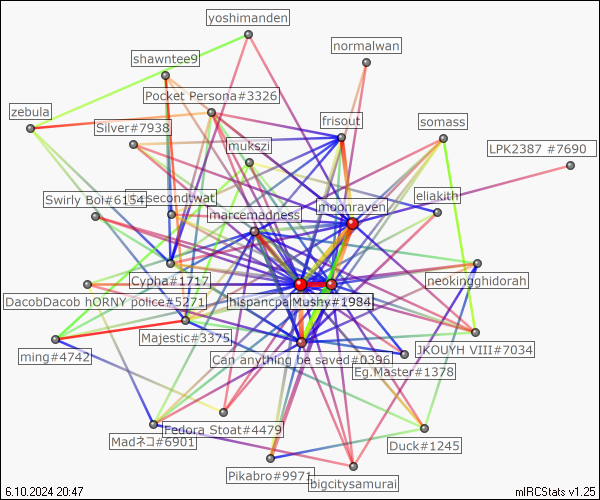 yoshimanden
normalwan
shawntee9
Pocket Persona#3326
zebula
frisout
somass
Silver#7938
mukszi
LPK2387 #7690
Swirly Boi#6154
secondtwat
eliakith
moonraven
marcemadness
Cypha#1717
neokingghidorah
DacobDacob hORNY police#5271
hispancpa
Mushy#1984
Majestic#3375
ming#4742
Can anything be saved#0396
JKOUYH VIII#7034
Eg.Master#1378
Fedora Stoat#4479
Madネコ#6901
Duck#1245
Pikabro#9971
bigcitysamurai
6.10.2024 20:47
mIRCStats v1.25